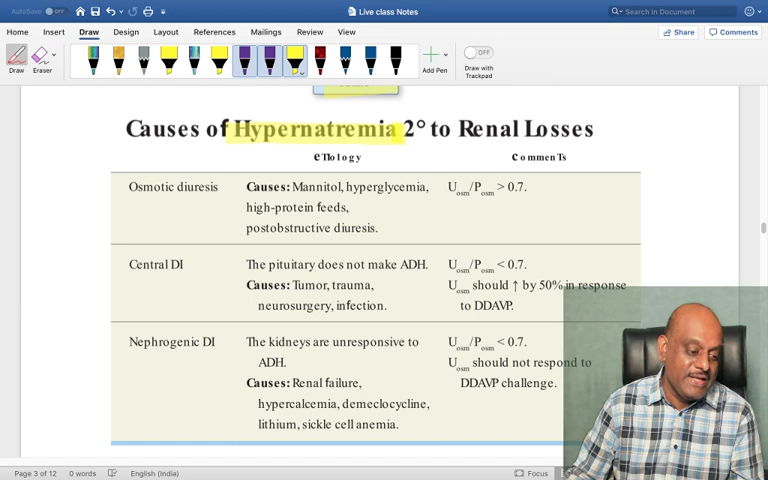 AutoSave OFF
Live class Notes
Search in Document
Home Insert Draw Design Layout References Mailings Review View
Share Comments
Draw Eraser Add Pen OFF Draw with Trackpad
Causes of Hypernatremia 2° to Renal Losses
eTIology commenTs
Osmotic diuresis Causes: Mannitol, hyperglycemia, Uosm/Posm > 0.7.
high-protein feeds,
postobstructive diuresis.
Central DI The pituitary does not make ADH. Uosm/Posm < 0.7.
Causes: Tumor, trauma, Uosm should ↑ by 50% in response
neurosurgery, infection. to DDAVP.
Nephrogenic DI The kidneys are unresponsive to Uosm/Posm < 0.7.
ADH. Uosm should not respond to
Causes: Renal failure, DDAVP challenge.
hypercalcemia, demeclocycline,
lithium, sickle cell anemia.
Page 3 of 12 0 words English (India) Focus